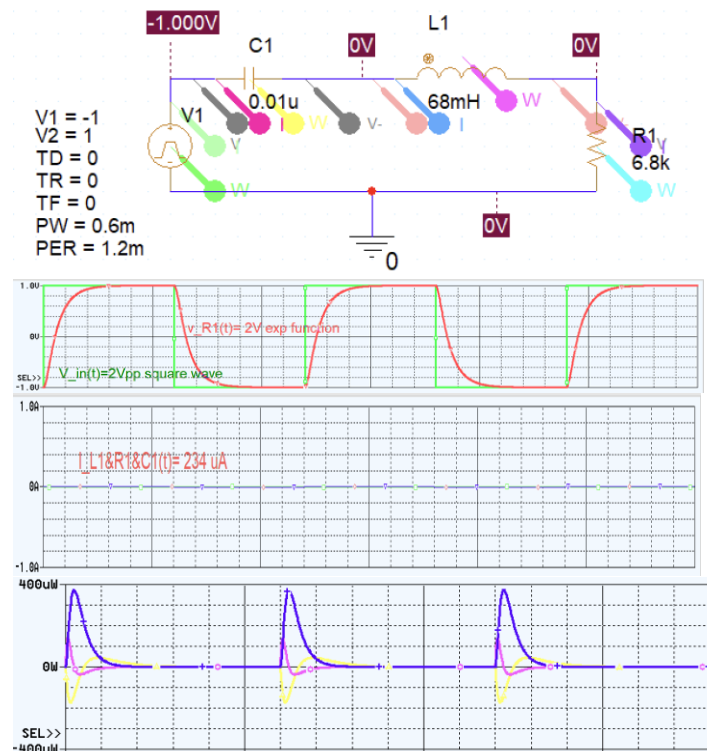 -1.000V
C1
0V
L1
0V
0.01u
68mH
W
V1
V
I
W
V-
I
R1
V
6.8k
I
W
W
V1 = -1
V2 = 1
TD = 0
TR = 0
TF = 0
PW = 0.6m
PER = 1.2m
0V
0
1.0V
0V
v_R1(t)= 2V exp function
V_in(t)=2Vpp square wave
SEL>>
-1.0V
1.0A
I_L1&R1&C1(t)= 234 uA
0A
-1.0A
400uW
0W
SEL>>
-400uW